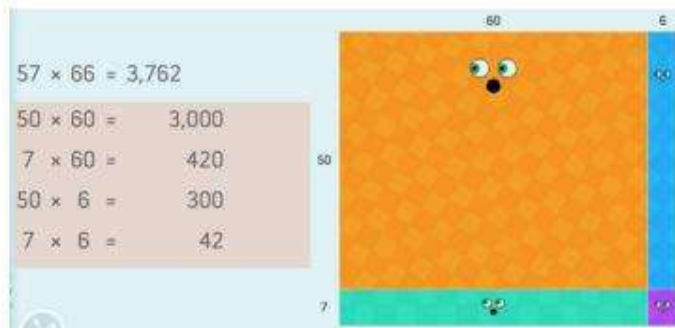 57 × 66 = 3,762
50 × 60 = 3,000
7 × 60 = 420
50 × 6 = 300
7 × 6 = 42
60 6
50
7